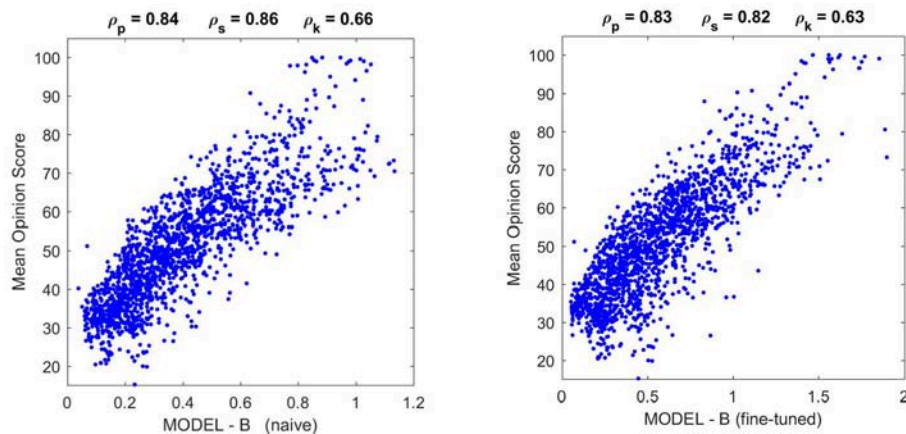 ρp = 0.84 ρs = 0.86 ρk = 0.66
100
90
80
70
60
50
40
30
20
Mean Opinion Score
0 0.2 0.4 0.6 0.8 1 1.2
MODEL - B (naive)
ρp = 0.83 ρs = 0.82 ρk = 0.63
100
90
80
70
60
50
40
30
20
Mean Opinion Score
0 0.5 1 1.5 2
MODEL - B (fine-tuned)